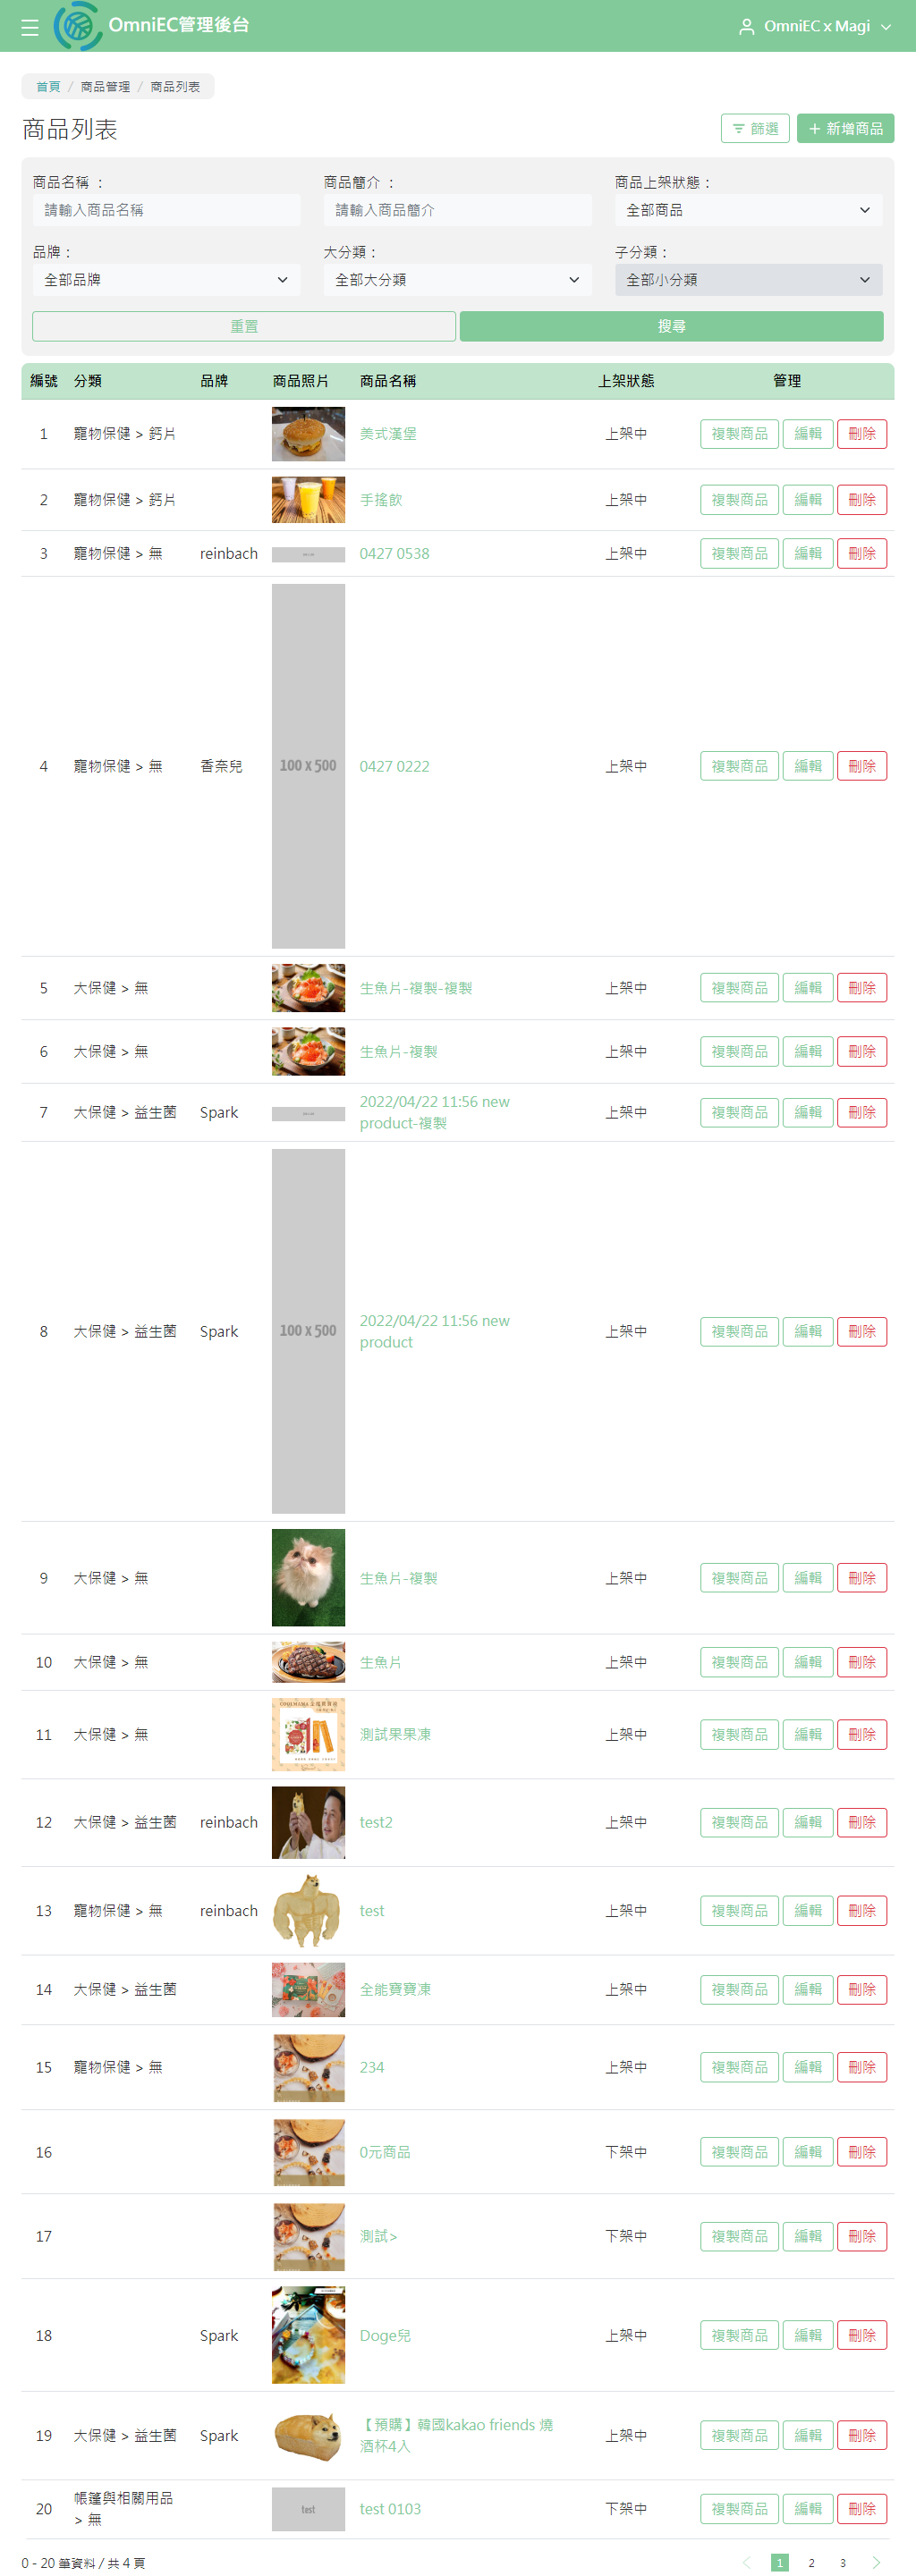 OmniEC管理後台
OmniEC x Magi
首頁 / 商品管理 / 商品列表
商品列表
篩選
+ 新增商品
商品名稱 ：
商品簡介 ：
商品上架狀態：
請輸入商品名稱
請輸入商品簡介
全部商品
品牌：
大分類：
子分類：
全部品牌
全部大分類
全部小分類
重置
搜尋
編號 分類 品牌 商品照片 商品名稱 上架狀態 管理
1 寵物保健 > 鈣片 美式漢堡 上架中 複製商品 編輯 刪除
2 寵物保健 > 鈣片 手搖飲 上架中 複製商品 編輯 刪除
3 寵物保健 > 無 reinbach 0427 0538 上架中 複製商品 編輯 刪除
4 寵物保健 > 無 香奈兒 100 x 500 0427 0222 上架中 複製商品 編輯 刪除
5 大保健 > 無 生魚片-複製-複製 上架中 複製商品 編輯 刪除
6 大保健 > 無 生魚片-複製 上架中 複製商品 編輯 刪除
7 大保健 > 益生菌 Spark 2022/04/22 11:56 new
product-複製 上架中 複製商品 編輯 刪除
8 大保健 > 益生菌 Spark 100 x 500 2022/04/22 11:56 new
product 上架中 複製商品 編輯 刪除
9 大保健 > 無 生魚片-複製 上架中 複製商品 編輯 刪除
10 大保健 > 無 生魚片 上架中 複製商品 編輯 刪除
11 大保健 > 無 測試果果凍 上架中 複製商品 編輯 刪除
12 大保健 > 益生菌 reinbach test2 上架中 複製商品 編輯 刪除
13 寵物保健 > 無 reinbach test 上架中 複製商品 編輯 刪除
14 大保健 > 益生菌 全能寶寶凍 上架中 複製商品 編輯 刪除
15 寵物保健 > 無 234 上架中 複製商品 編輯 刪除
16 0元商品 下架中 複製商品 編輯 刪除
17 測試> 下架中 複製商品 編輯 刪除
18 Spark Doge兒 上架中 複製商品 編輯 刪除
19 大保健 > 益生菌 Spark 【預購】韓國kakao friends 燒
酒杯4入 上架中 複製商品 編輯 刪除
20 帳篷與相關用品
> 無 test test 0103 下架中 複製商品 編輯 刪除
0 - 20 筆資料 / 共 4 頁
1 2 3